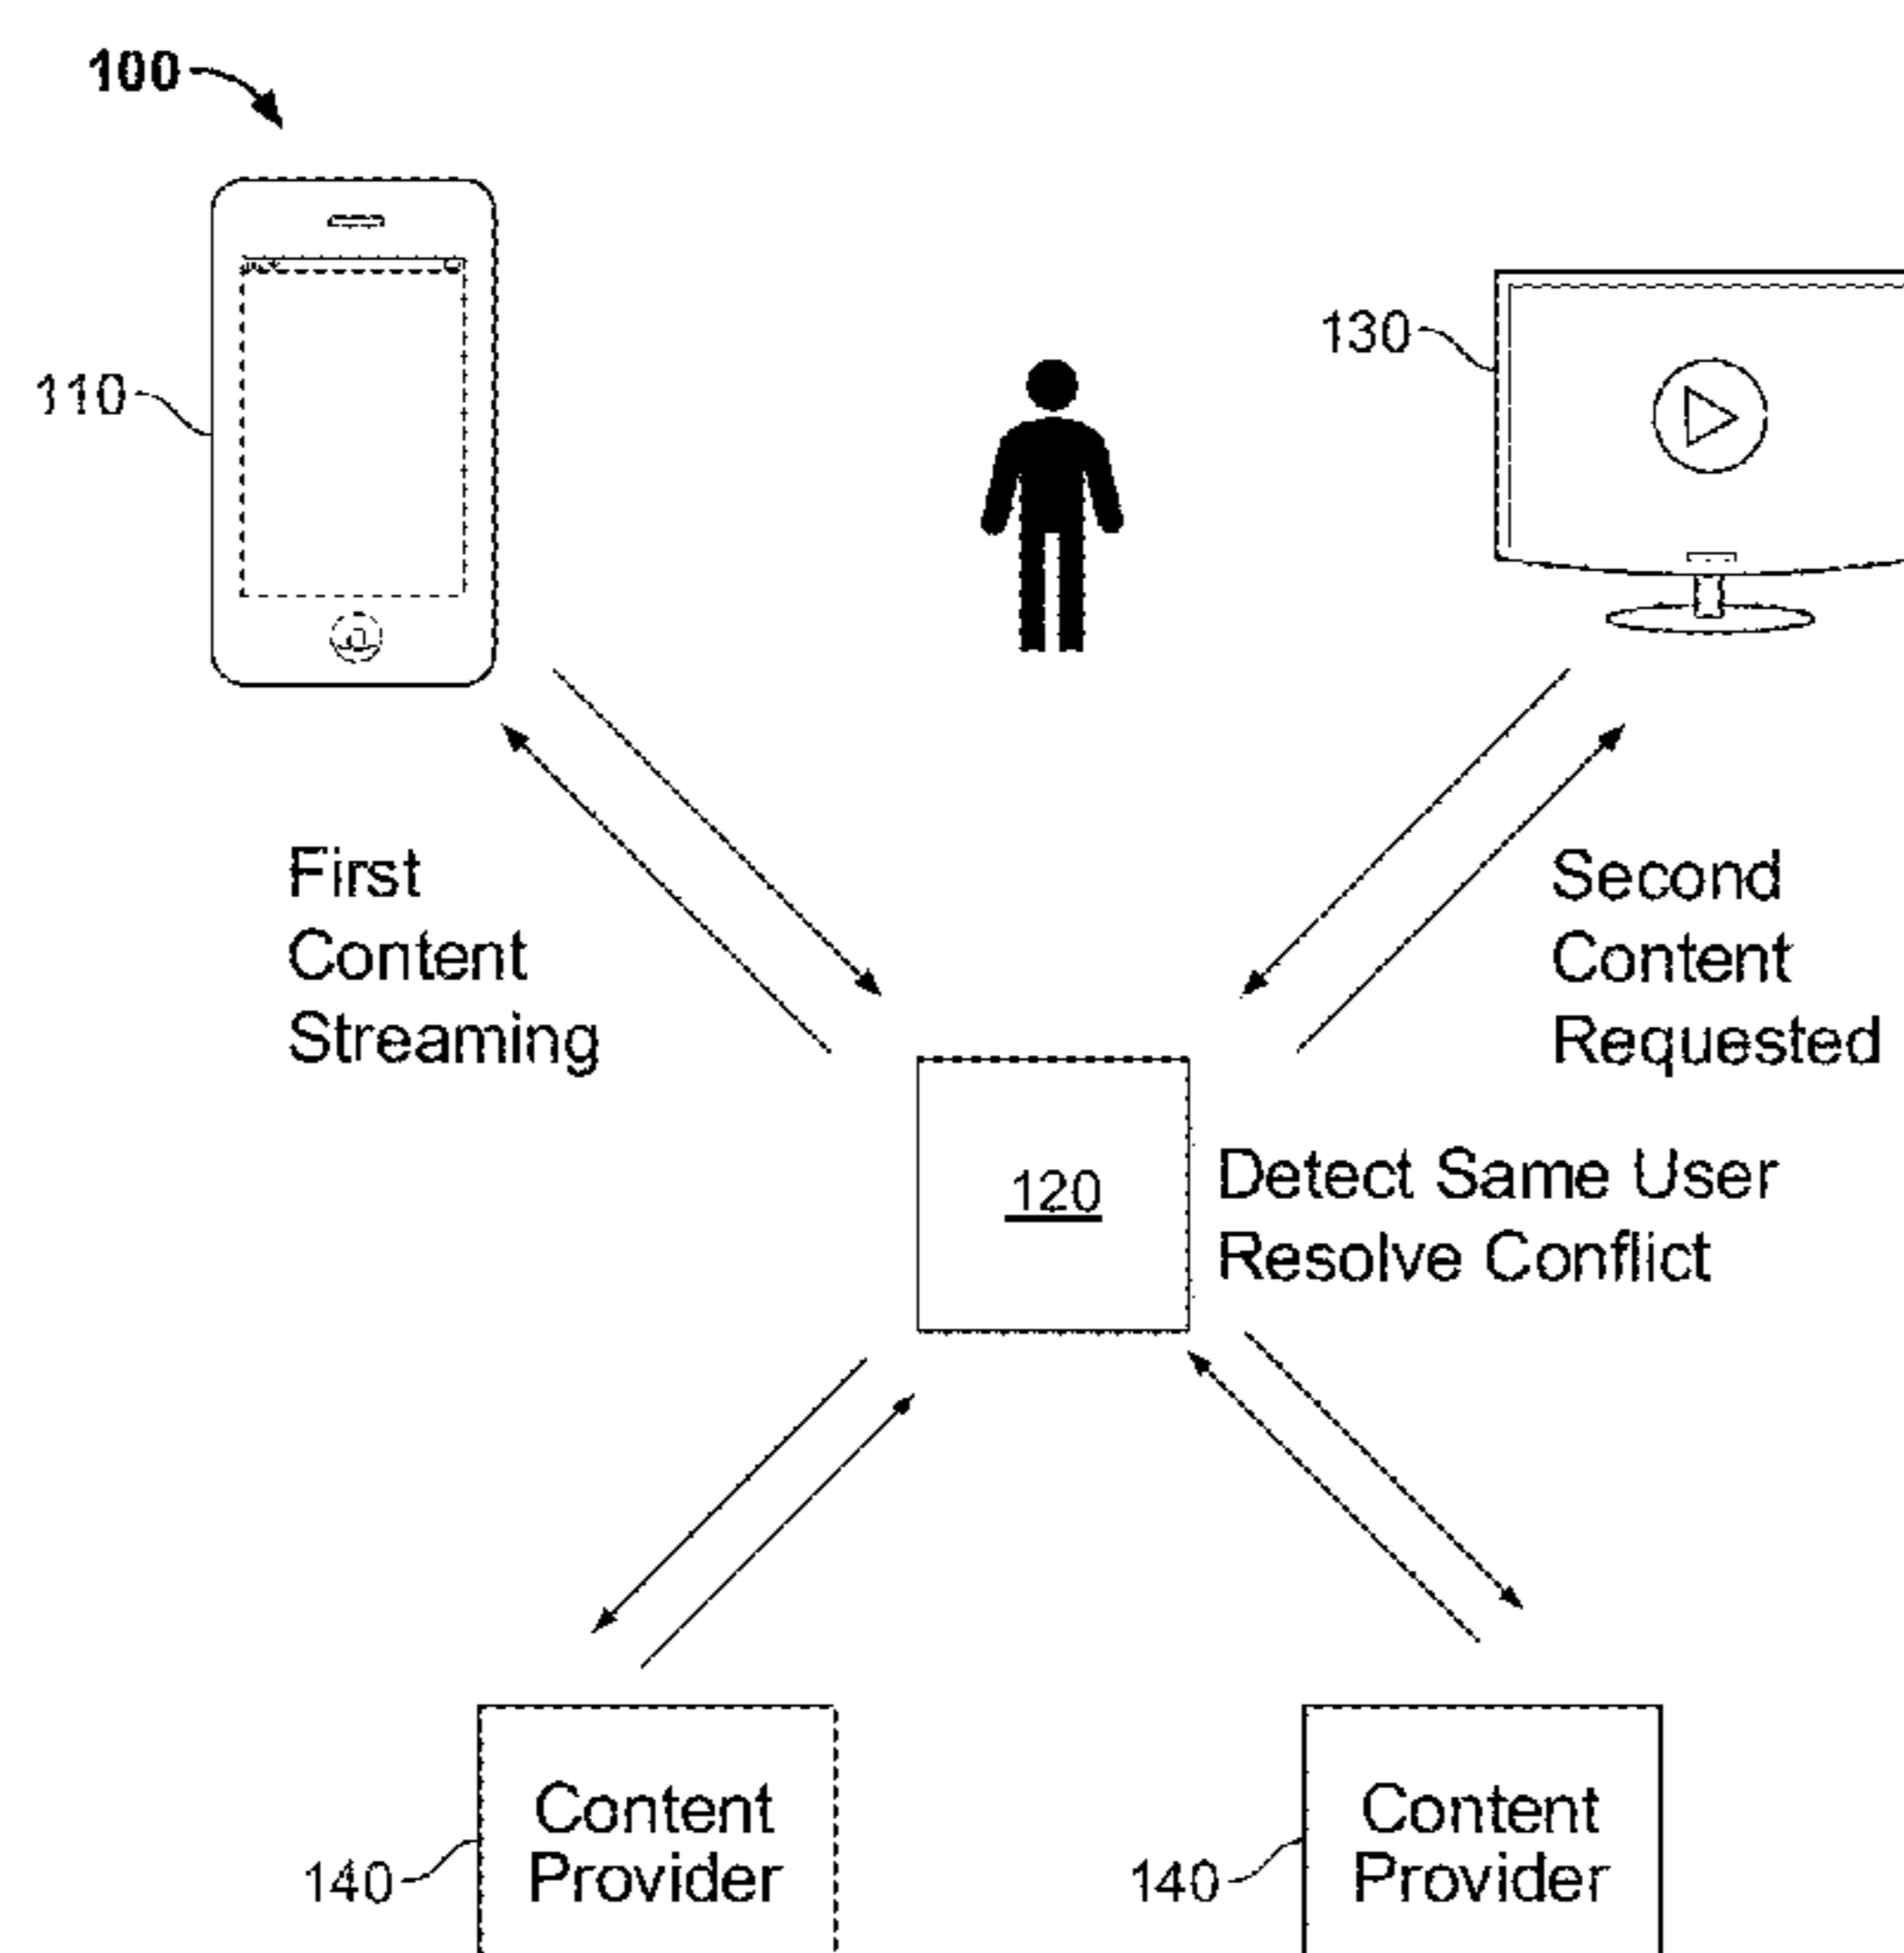 100
110
130
First
Content
Streaming
Second
Content
Requested
120
Detect Same User
Resolve Conflict
Content
Provider
140
Content
Provider
140